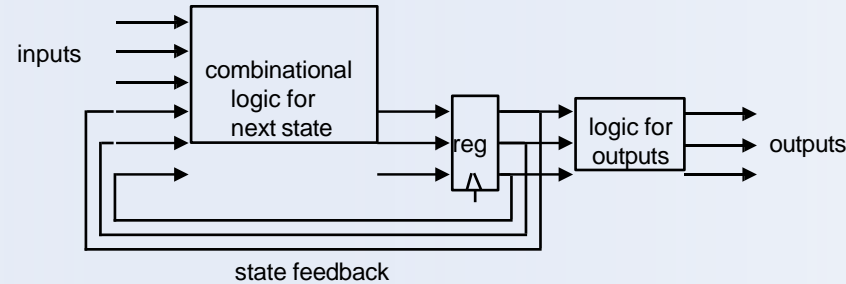 inputs
combinational
logic for
next state
reg
logic for
outputs
outputs
state feedback